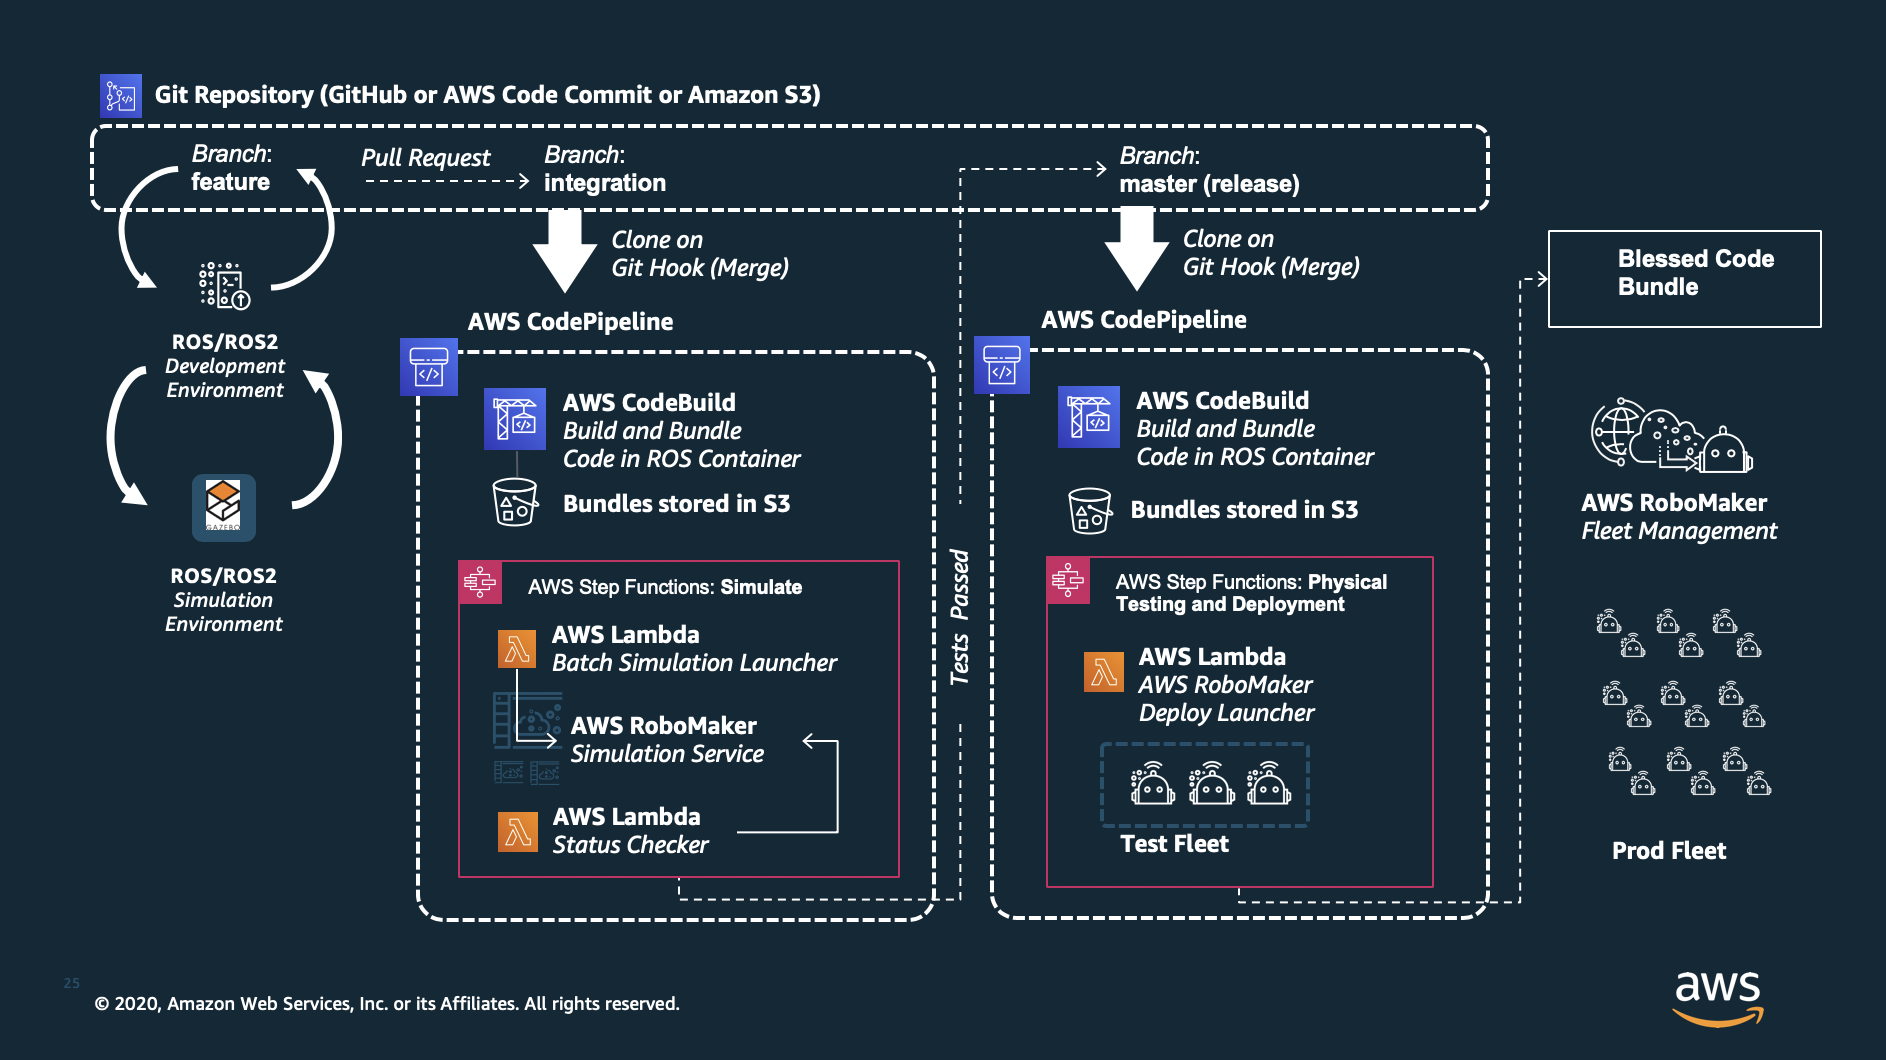 Git Repository (GitHub or AWS Code Commit or Amazon S3)
Branch:
feature
Pull Request
Branch:
integration
Branch:
master (release)
Clone on
Git Hook (Merge)
Clone on
Git Hook (Merge)
ROS/ROS2
Development
Environment
GAZEBO
ROS/ROS2
Simulation
Environment
AWS CodePipeline
AWS CodeBuild
Build and Bundle
Code in ROS Container
Bundles stored in S3
AWS Step Functions: Simulate
AWS Lambda
Batch Simulation Launcher
AWS RoboMaker
Simulation Service
AWS Lambda
Status Checker
Tests Passed
AWS CodePipeline
AWS CodeBuild
Build and Bundle
Code in ROS Container
Bundles stored in S3
AWS Step Functions: Physical
Testing and Deployment
AWS Lambda
AWS RoboMaker
Deploy Launcher
Test Fleet
Blessed Code
Bundle
AWS RoboMaker
Fleet Management
Prod Fleet
25
© 2020, Amazon Web Services, Inc. or its Affiliates. All rights reserved.
aws